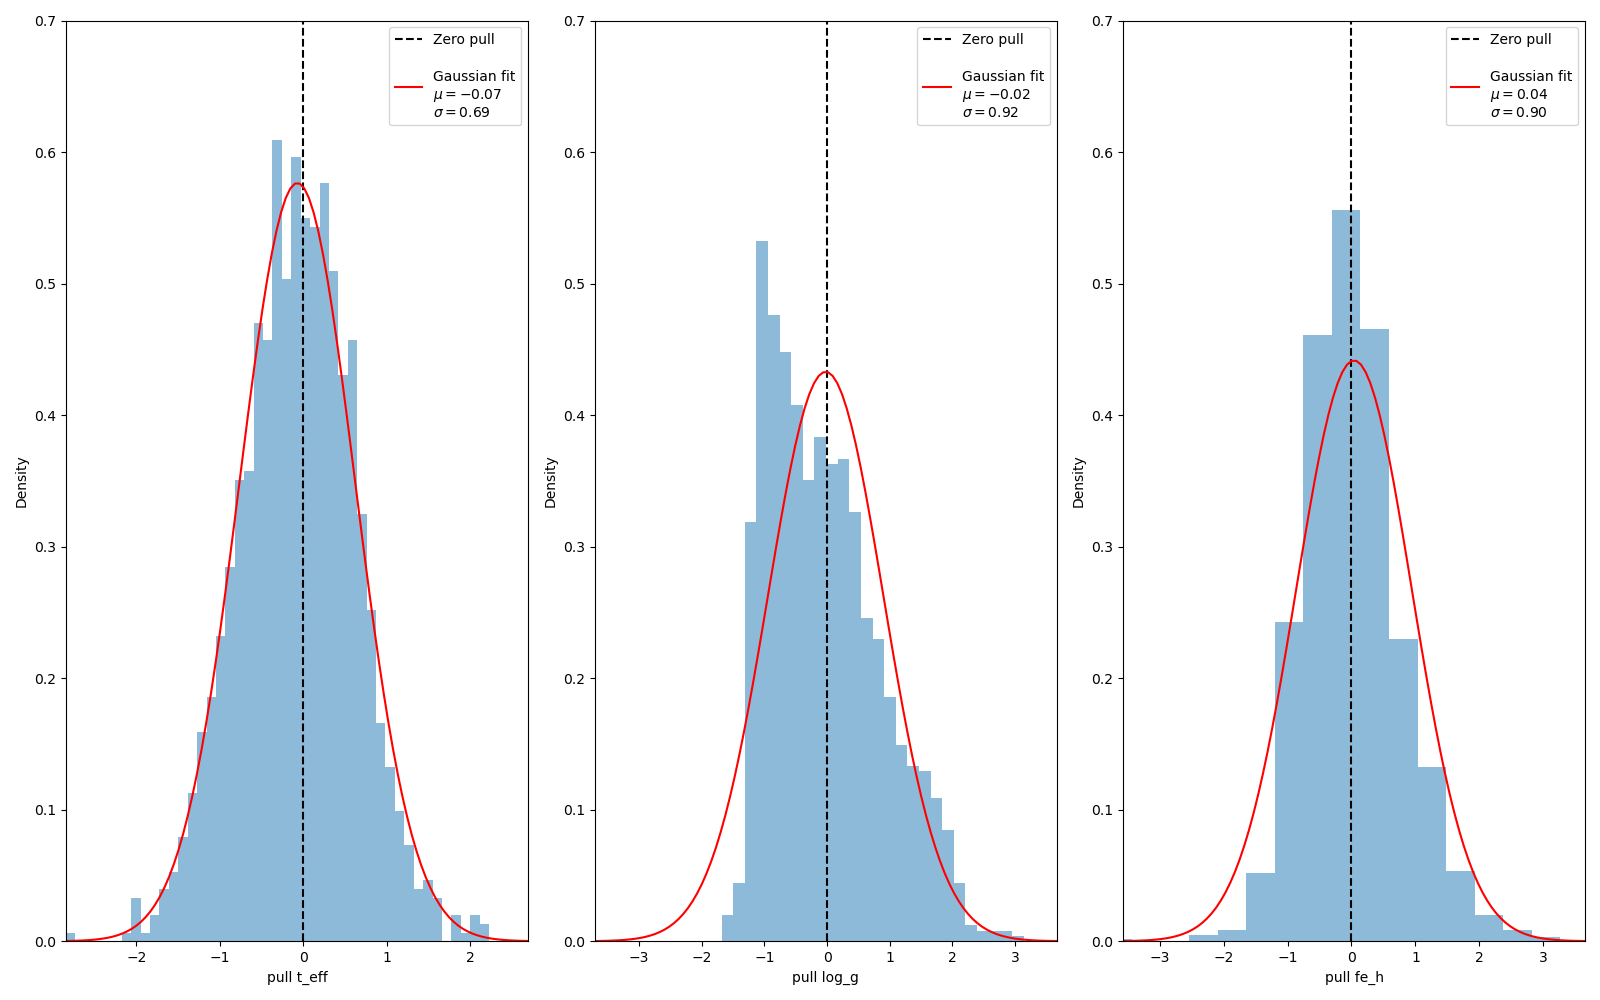 0.7
0.6
0.5
0.4
0.3
0.2
0.1
0.0
Density
−2
−1
0
1
2
pull t_eff
Zero pull
Gaussian fit
μ = −0.07
σ = 0.69
0.7
0.6
0.5
0.4
0.3
0.2
0.1
0.0
Density
−3
−2
−1
0
1
2
3
pull log_g
Zero pull
Gaussian fit
μ = −0.02
σ = 0.92
0.7
0.6
0.5
0.4
0.3
0.2
0.1
0.0
Density
−3
−2
−1
0
1
2
3
pull fe_h
Zero pull
Gaussian fit
μ = 0.04
σ = 0.90